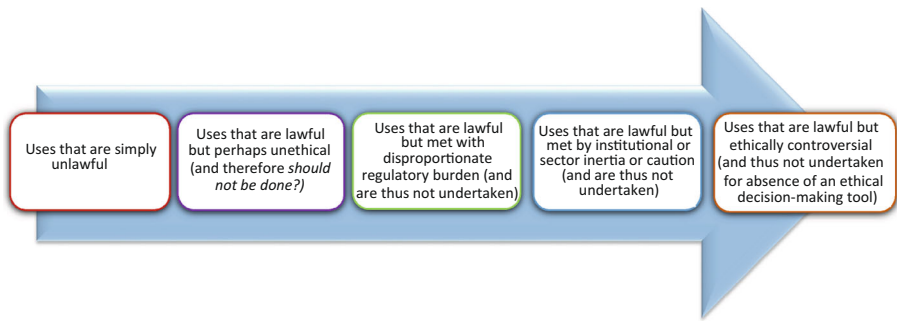 Uses that are simply
unlawful
Uses that are lawful
but perhaps unethical
(and therefore should
not be done?)
Uses that are lawful
but met with
disproportionate
regulatory burden (and
are thus not undertaken)
Uses that are lawful but
met by institutional or
sector inertia or caution
(and are thus not
undertaken)
Uses that are lawful but
ethically controversial
(and thus not undertaken
for absence of an ethical
decision-making tool)